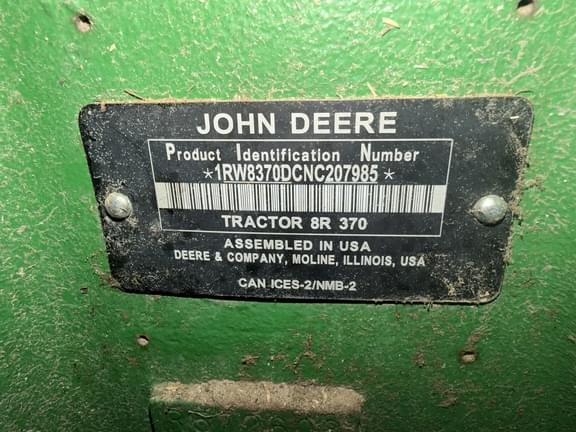 JOHN DEERE
Product Identification Number
*1RW8370DCNC207985*
TRACTOR 8R 370
ASSEMBLED IN USA
DEERE & COMPANY, MOLINE, ILLINOIS, USA
CAN ICES-2/NMB-2